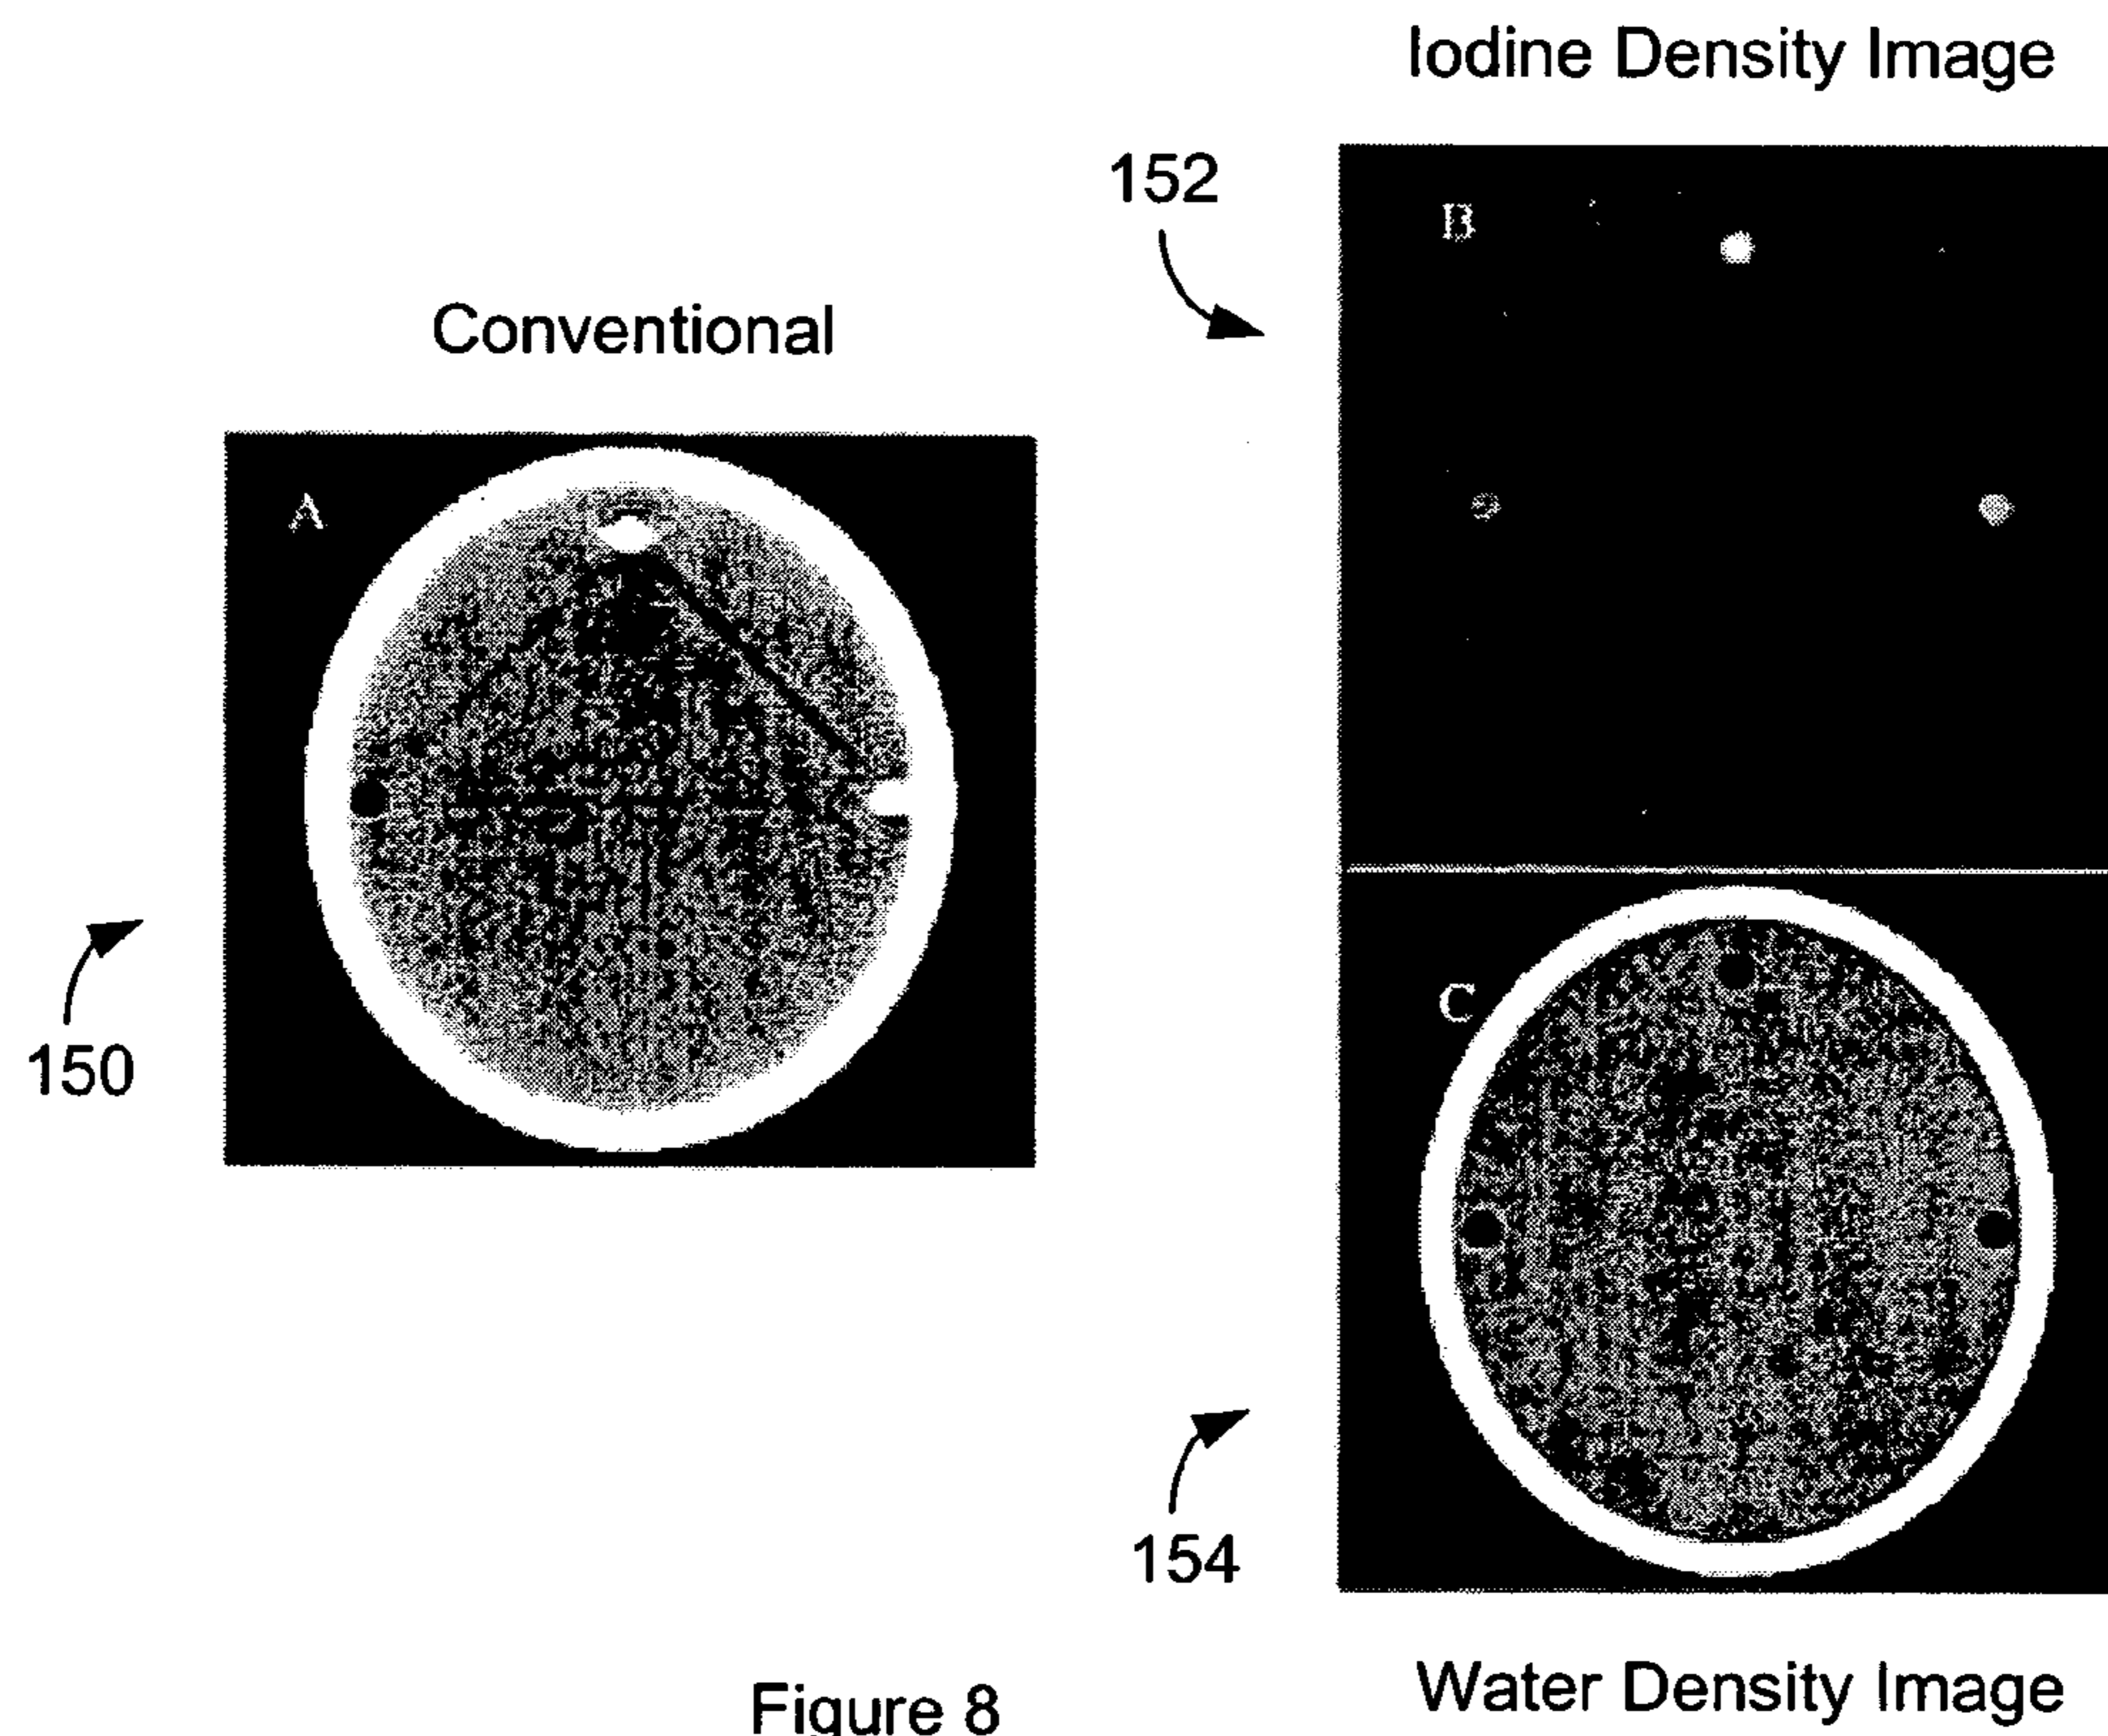 Iodine Density Image
152
B
Conventional
A
150
C
154
Water Density Image
Figure 8